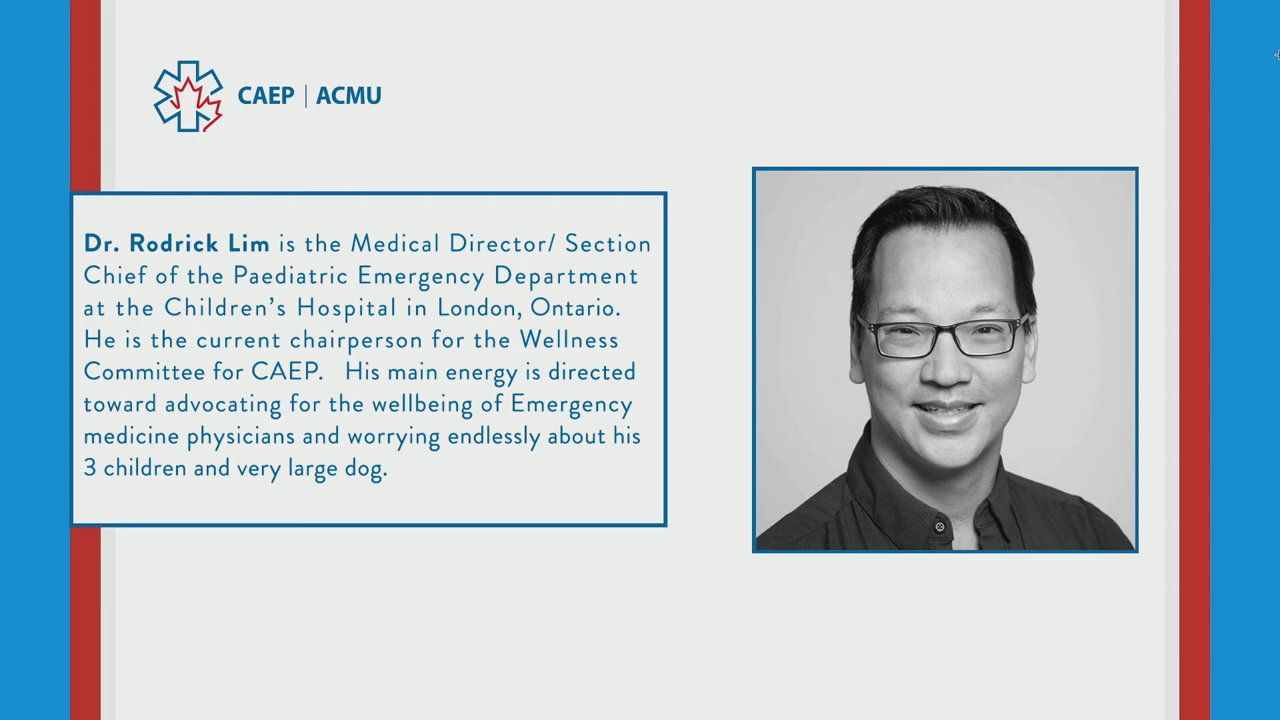 CAEP | ACMU
Dr. Rodrick Lim is the Medical Director/ Section
Chief of the Paediatric Emergency Department
at the Children’s Hospital in London, Ontario.
He is the current chairperson for the Wellness
Committee for CAEP.   His main energy is directed
toward advocating for the wellbeing of Emergency
medicine physicians and worrying endlessly about his
3 children and very large dog.